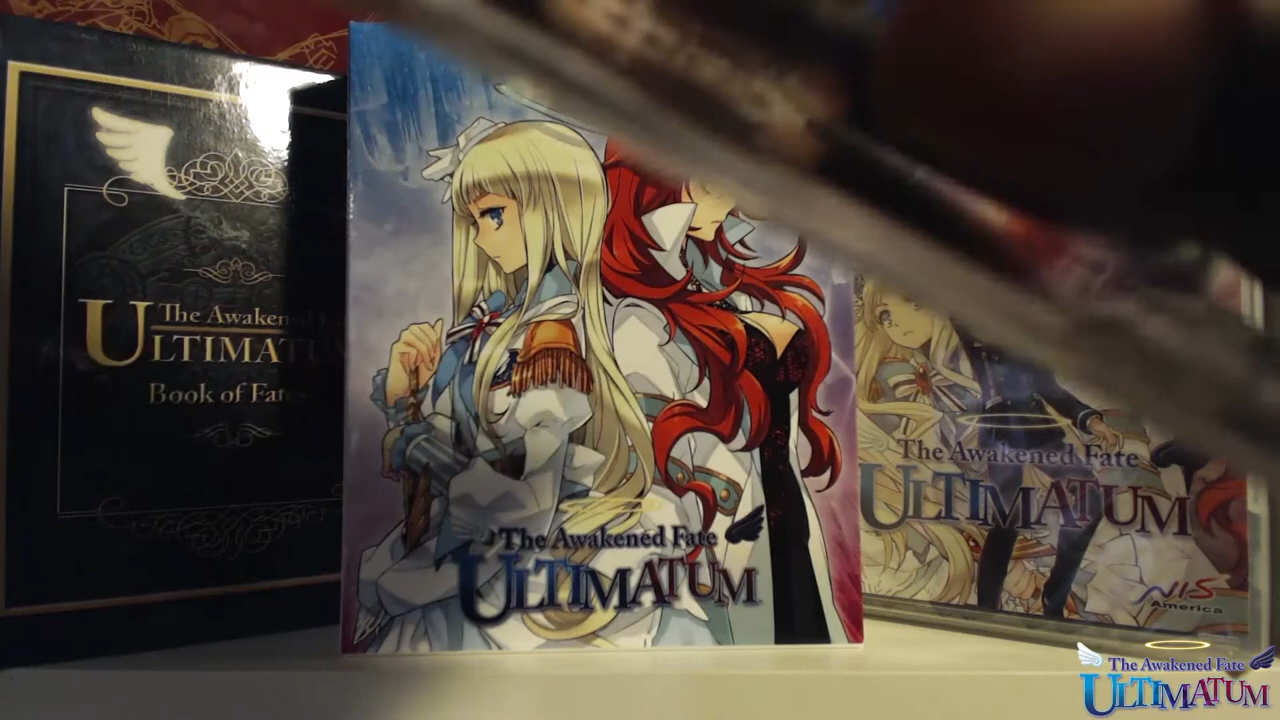 The Awaken
ULTIMATUM
Book of Fate
The Awakened Fate
ULTIMATUM
The Awakened Fate
ULTIMATUM
NIS
America
The Awakened Fate
ULTIMATUM